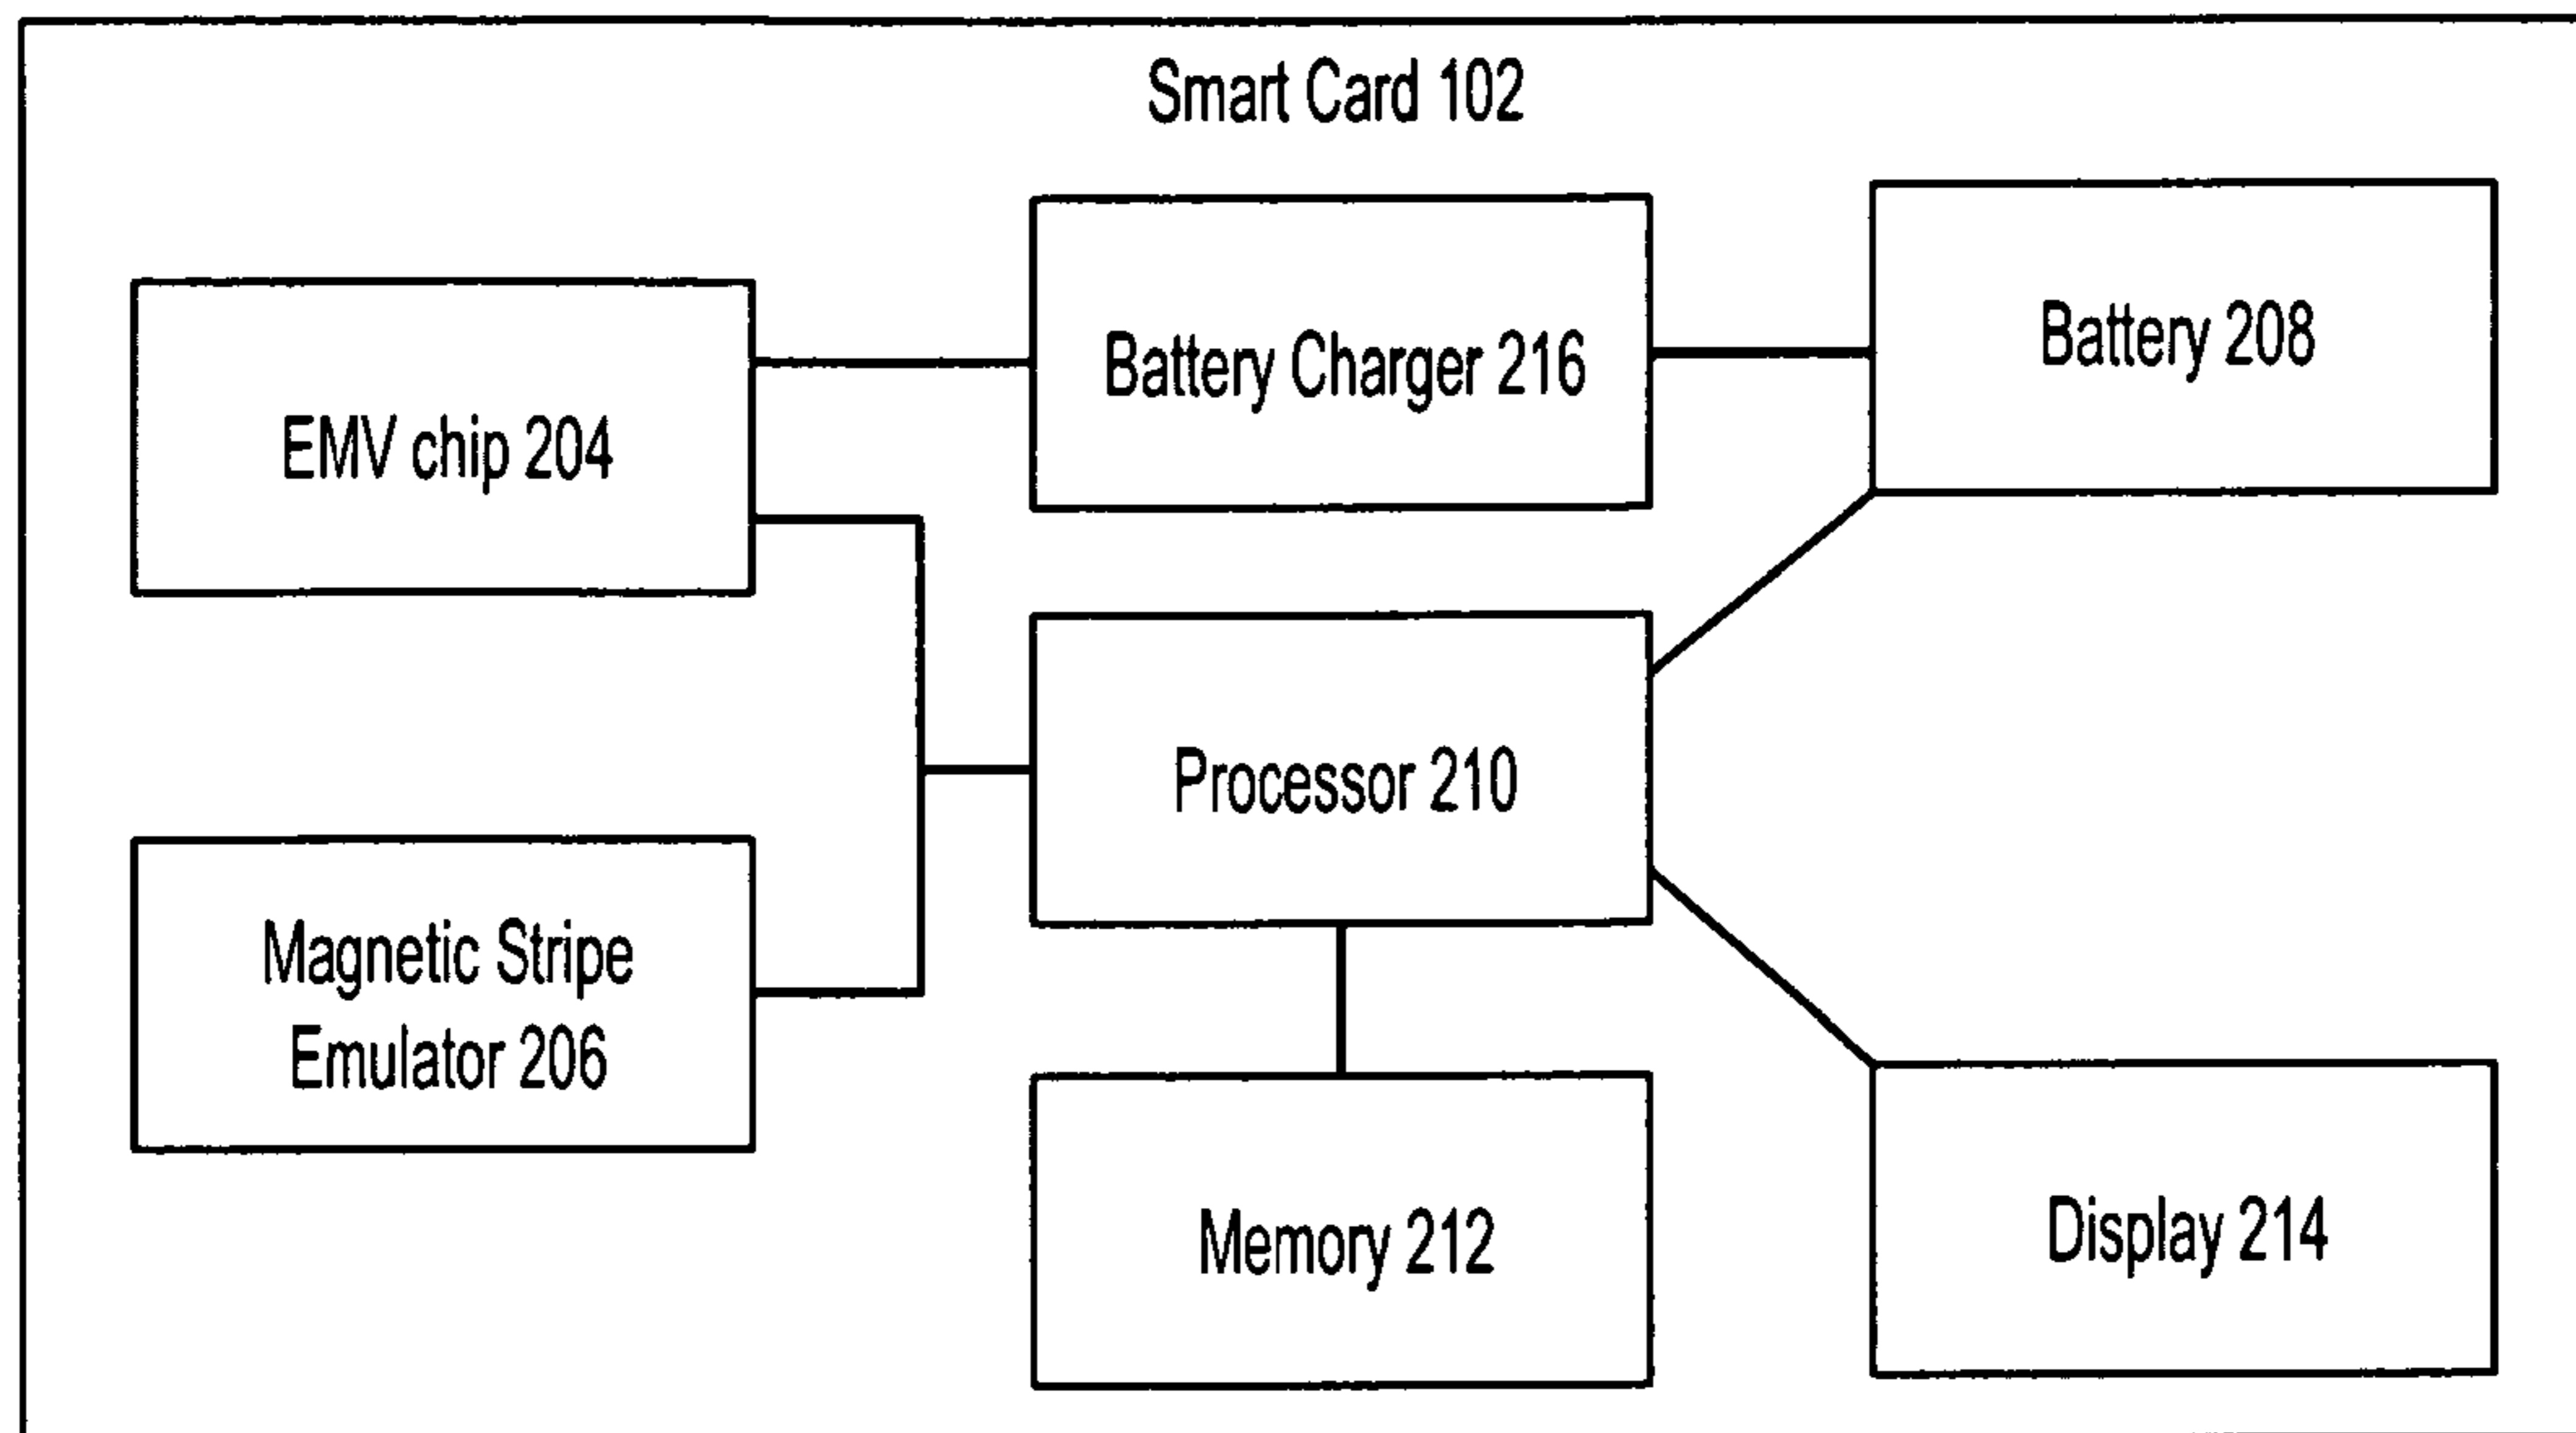 Smart Card 102
Battery Charger 216
Battery 208
EMV chip 204
Processor 210
Magnetic Stripe
Emulator 206
Memory 212
Display 214